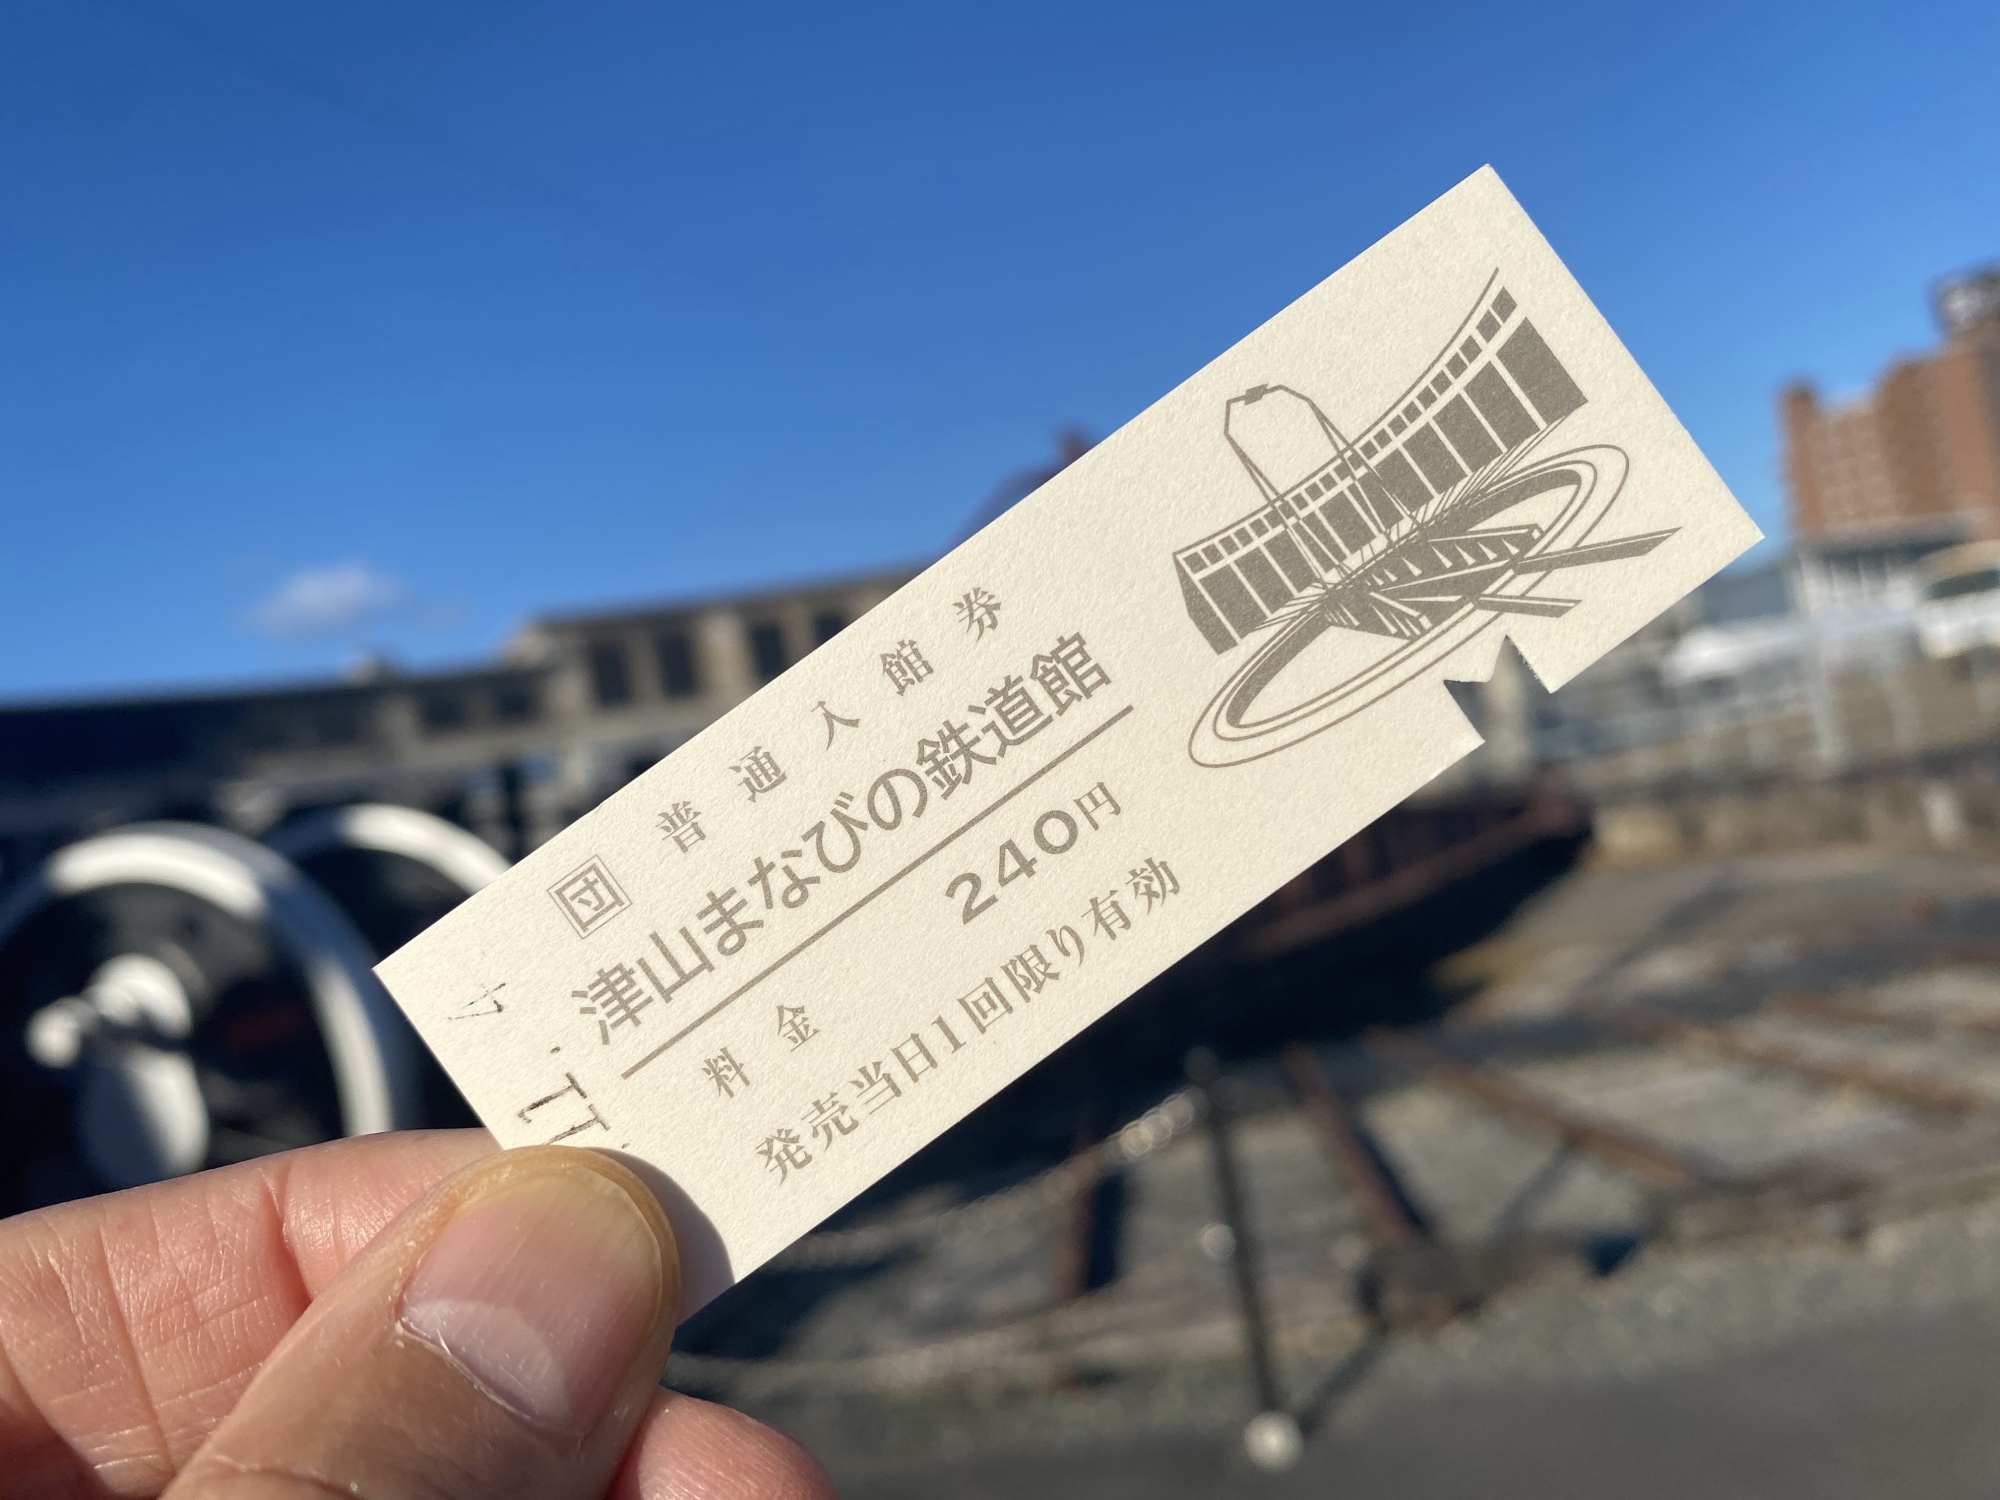 団 普通入館券
津山まなびの鉄道館
料金 240円
発売当日1回限り有効